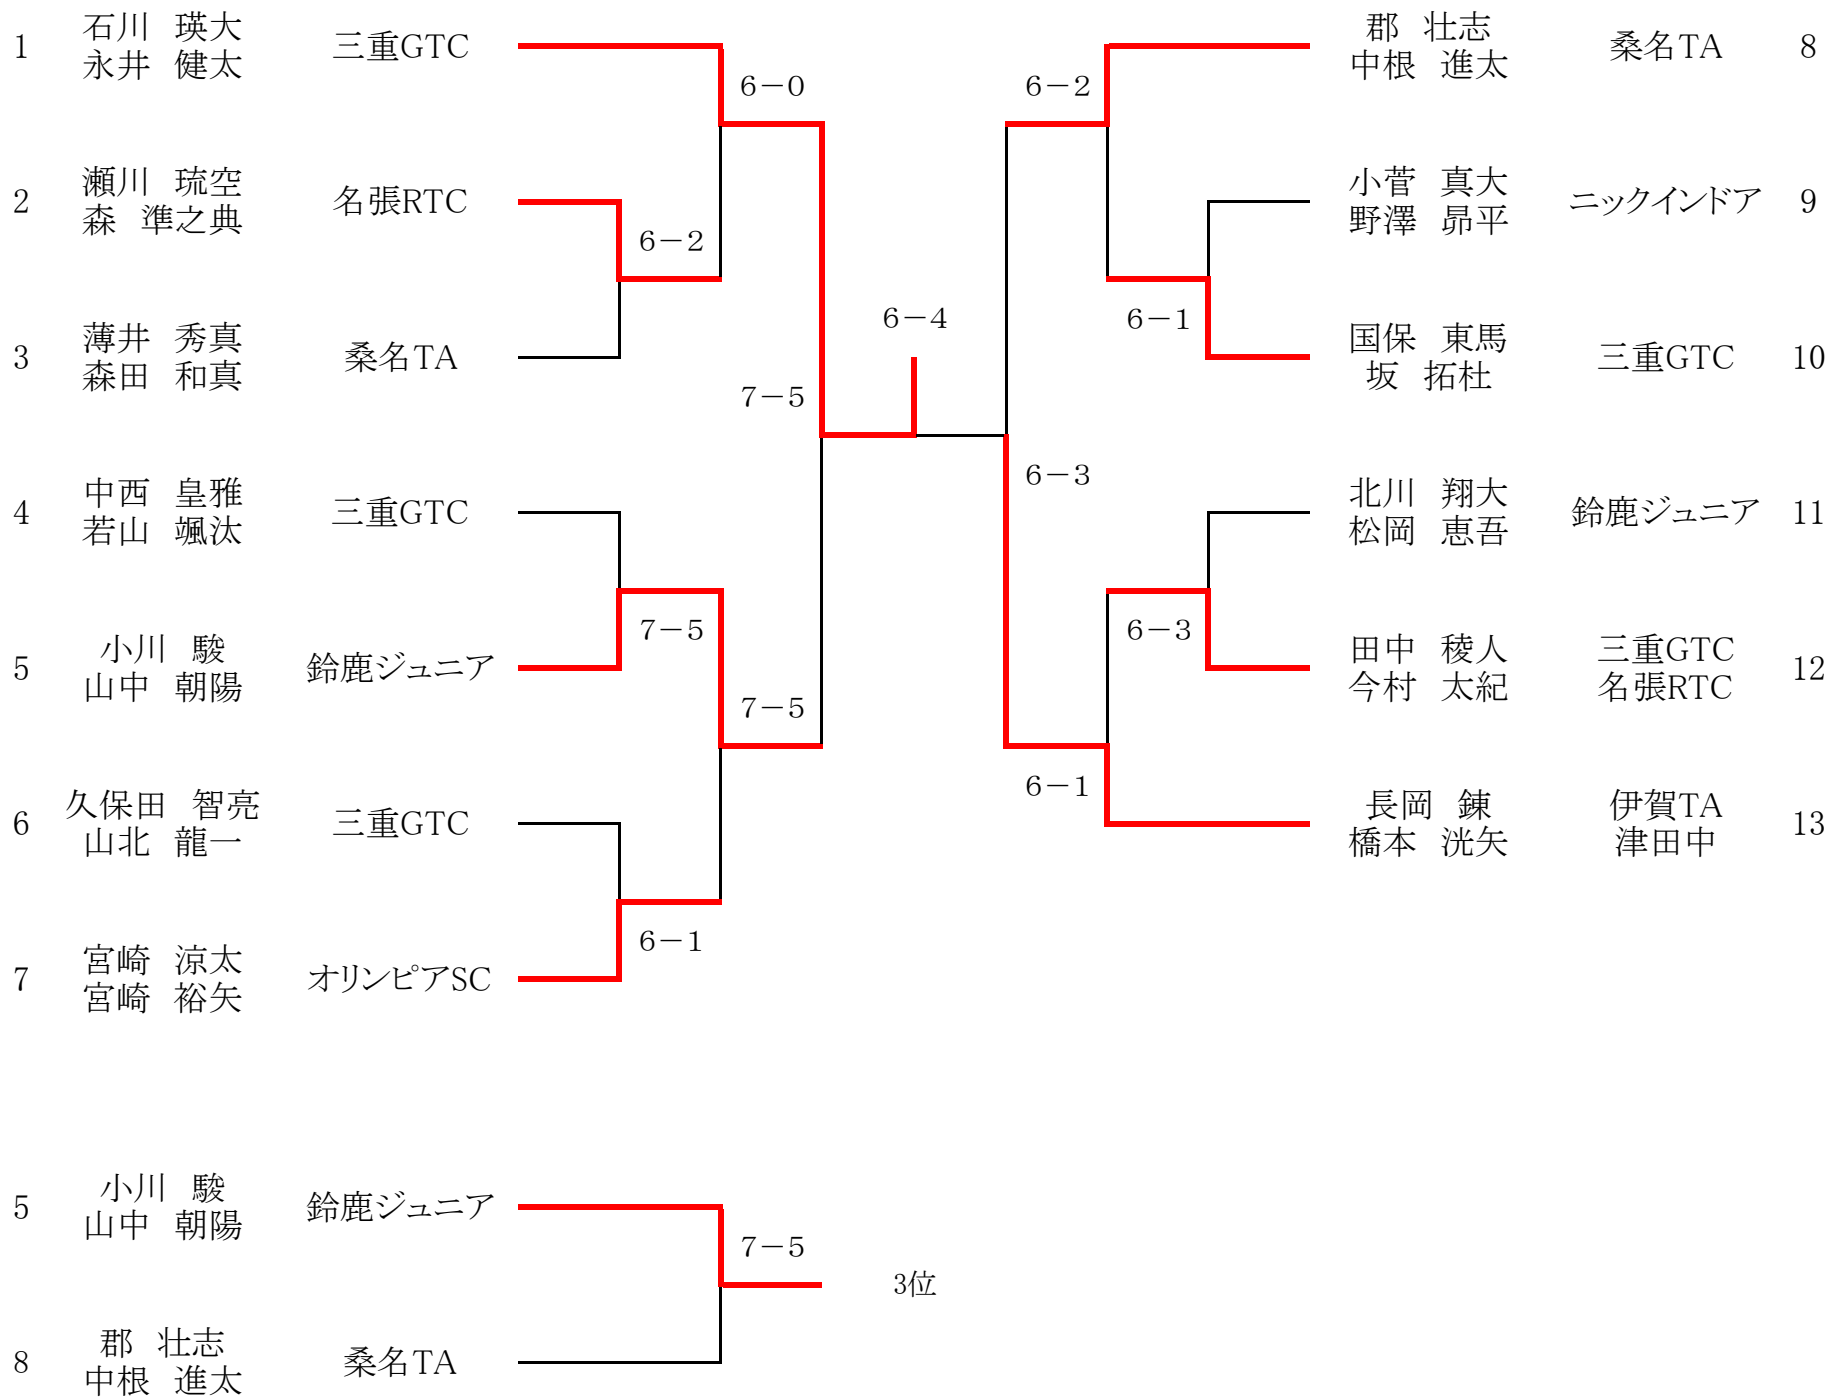 1 石川 瑛大 三重GTC
永井 健太
6-0
2 瀬川 琉空 名張RTC
森 準之典
6-2
3 薄井 秀真 桑名TA
森田 和真
7-5
4 中西 皇雅 三重GTC
若山 颯汰
7-5
5 小川 駿 鈴鹿ジュニア
山中 朝陽
7-5
6 久保田 智亮 三重GTC
山北 龍一
6-1
7 宮崎 涼太 オリンピアSC
宮崎 裕矢
6-4
郡 壮志 桑名TA 8
中根 進太
6-2
小菅 真大 ニックインドア 9
野澤 昴平
6-1
国保 東馬 三重GTC 10
坂 拓杜
6-3
北川 翔大 鈴鹿ジュニア 11
松岡 恵吾
6-3
田中 稜人 三重GTC 12
今村 太紀 名張RTC
6-1
長岡 錬 伊賀TA 13
橋本 洸矢 津田中
5 小川 駿 鈴鹿ジュニア
山中 朝陽
7-5
3位
8 郡 壮志 桑名TA
中根 進太